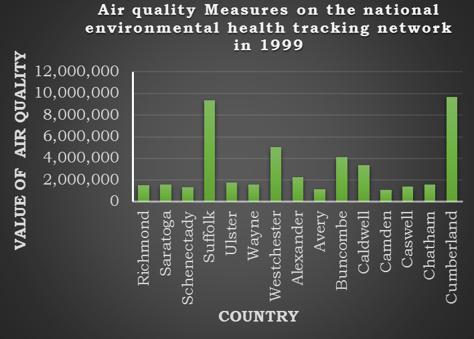 Air quality Measures on the national
environmental health tracking network
in 1999
VALUE OF AIR QUALITY
12,000,000
10,000,000
8,000,000
6,000,000
4,000,000
2,000,000
0
Richmond
Saratoga
Schenectady
Suffolk
Ulster
Wayne
Westchester
Alexander
Avery
Buncombe
Caldwell
Camden
Caswell
Chatham
Cumberland
COUNTRY